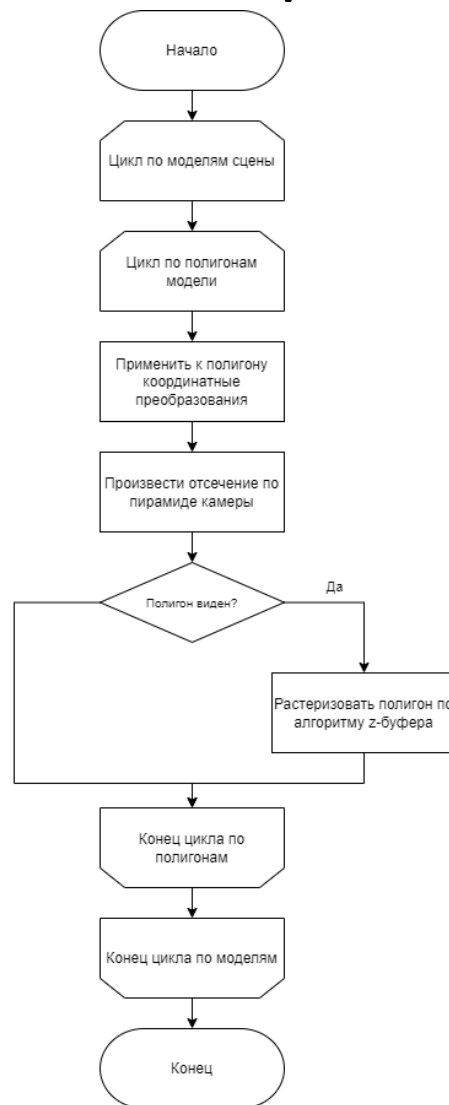 Начало
Цикл по моделям сцены
Цикл по полигонам
модели
Применить к полигону
координатные
преобразования
Произвести отсечение по
пирамиде камеры
Полигон виден?
Да
Растеризовать полигон по
алгоритму z-буфера
Конец цикла по
полигонам
Конец цикла по моделям
Конец